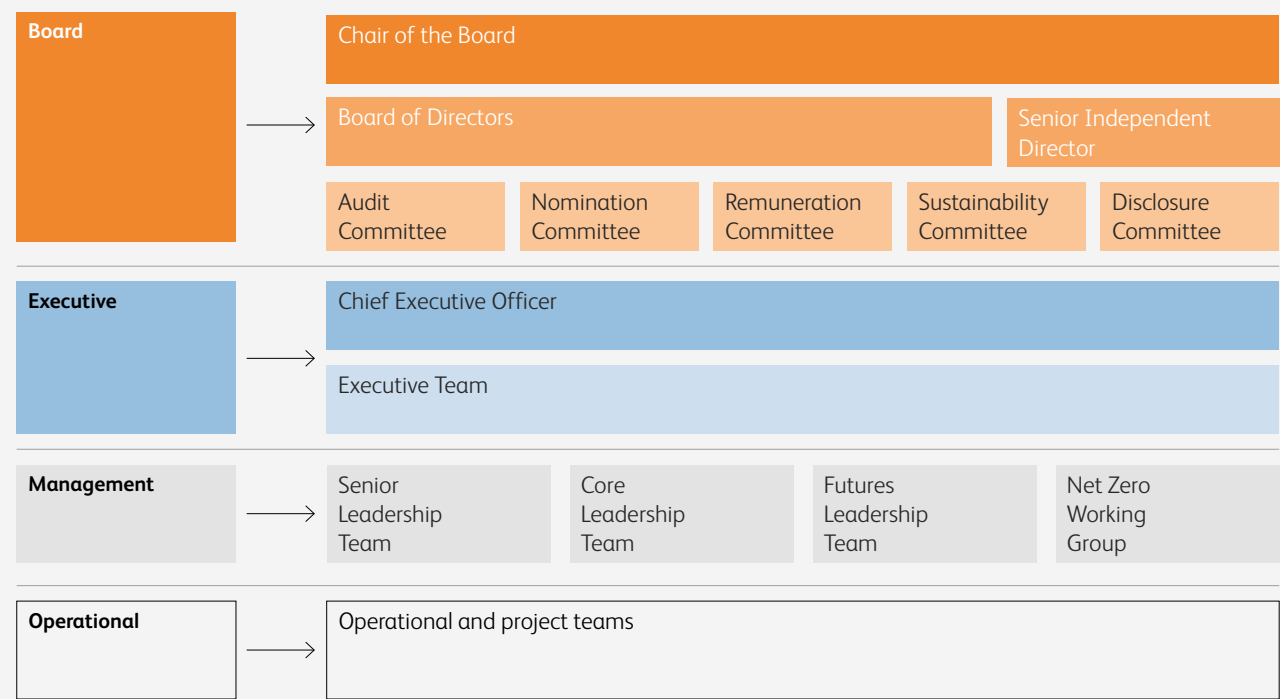 Board
Chair of the Board
Board of Directors
Senior Independent
Director
Audit
Committee
Nomination
Committee
Remuneration
Committee
Sustainability
Committee
Disclosure
Committee
Executive
Chief Executive Officer
Executive Team
Management
Senior
Leadership
Team
Core
Leadership
Team
Futures
Leadership
Team
Net Zero
Working
Group
Operational
Operational and project teams